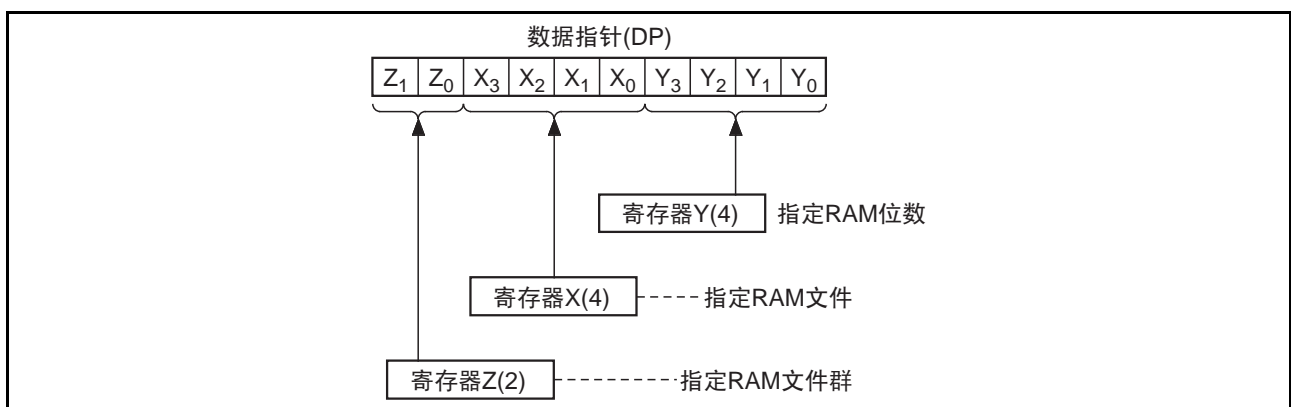 数据指针(DP)
Z₁ Z₀ X₃ X₂ X₁ X₀ Y₃ Y₂ Y₁ Y₀
寄存器Y(4) 指定RAM位数
寄存器X(4) 指定RAM文件
寄存器Z(2) 指定RAM文件群